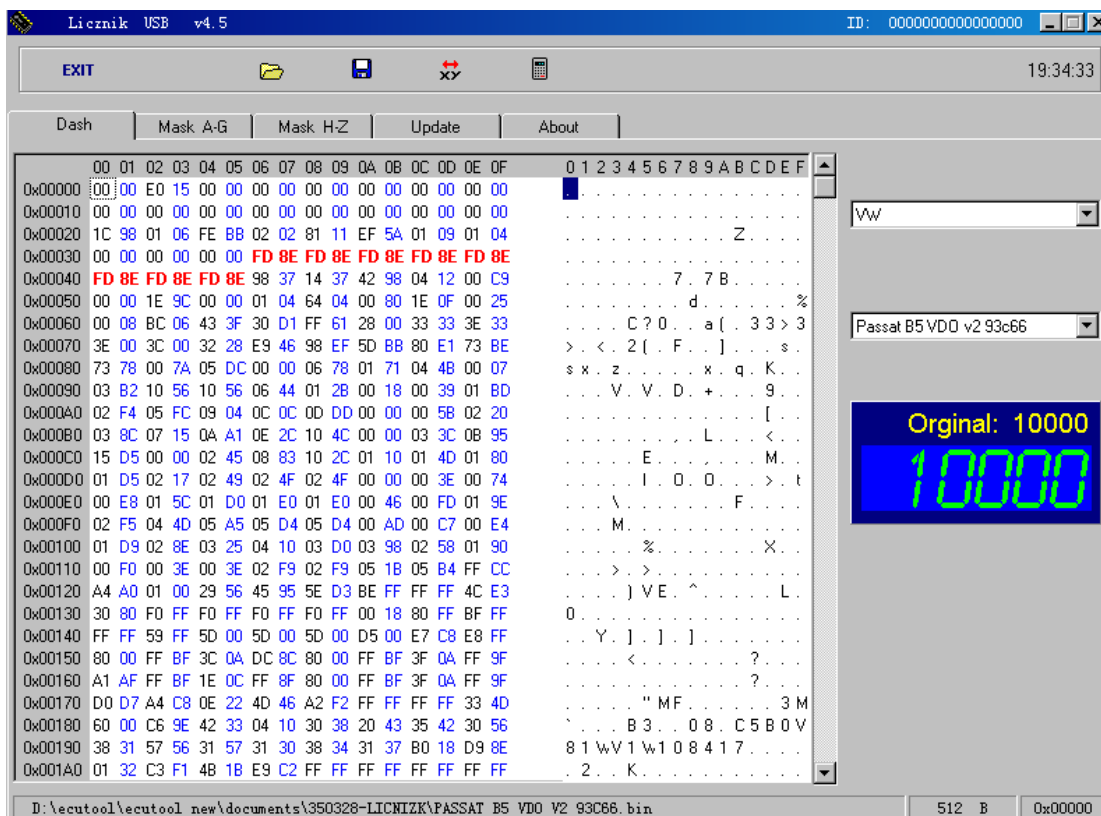 Licznik USB v4.5 ID: 0000000000000000
EXIT 19:34:33
Dash Mask A-G Mask H-Z Update About
00 01 02 03 04 05 06 07 08 09 0A 0B 0C 0D 0E 0F 0 1 2 3 4 5 6 7 8 9 A B C D E F
0x00000 00 00 E0 15 00 00 00 00 00 00 00 00 00 00 00 00 . . . . . . . . . . . . . . . .
0x00010 00 00 00 00 00 00 00 00 00 00 00 00 00 00 00 00 . . . . . . . . . . . . . . . .
VW
0x00020 1C 98 01 06 FE BB 02 02 81 11 EF 5A 01 09 01 04 . . . . . . . . . . . Z . . . .
0x00030 00 00 00 00 00 00 FD 8E FD 8E FD 8E FD 8E FD 8E . . . . . . . . . . . . . . . .
0x00040 FD 8E FD 8E FD 8E 98 37 14 37 42 98 04 12 00 C9 . . . . . . . 7 . 7 B . . . . .
0x00050 00 00 1E 9C 00 00 01 04 64 04 00 80 1E 0F 00 25 . . . . . . . . d . . . . . . %
0x00060 00 08 BC 06 43 3F 30 D1 FF 61 28 00 33 33 3E 33 . . . . C ? 0 . . a ( . 3 3 > 3
Passat B5 VDO v2 93c66
0x00070 3E 00 3C 00 32 28 E9 46 98 EF 5D BB 80 E1 73 BE > . < . 2 ( . F . . ] . . . s .
0x00080 73 78 00 7A 05 DC 00 00 06 78 01 71 04 4B 00 07 s x . z . . . . . x . q . K . .
0x00090 03 B2 10 56 10 56 06 44 01 2B 00 18 00 39 01 BD . . . V . V . D . + . . . 9 . .
0x000A0 02 F4 05 FC 09 04 0C 0C 0D DD 00 00 00 5B 02 20 . . . . . . . . . . . . . [ .
0x000B0 03 8C 07 15 0A A1 0E 2C 10 4C 00 00 03 3C 0B 95 . . . . . . . , . L . . . < . .
Orginal: 10000
0x000C0 15 D5 00 00 02 45 08 83 10 2C 01 10 01 4D 01 80 . . . . . E . . . , . . . M . .
0x000D0 01 D5 02 17 02 49 02 4F 02 4F 00 00 00 3E 00 74 . . . . . I . O . O . . . > . t
10000
0x000E0 00 E8 01 5C 01 D0 01 E0 01 E0 00 46 00 FD 01 9E . . . \ . . . . . . . F . . . .
0x000F0 02 F5 04 4D 05 A5 05 D4 05 D4 00 AD 00 C7 00 E4 . . . M . . . . . . . . . . . .
0x00100 01 D9 02 8E 03 25 04 10 03 D0 03 98 02 58 01 90 . . . . . % . . . . . . . X . .
0x00110 00 F0 00 3E 00 3E 02 F9 02 F9 05 1B 05 B4 FF CC . . . > . > . . . . . . . . . .
0x00120 A4 A0 01 00 29 56 45 95 5E D3 BE FF FF FF 4C E3 . . . . ) V E . ^ . . . . . L .
0x00130 30 80 F0 FF F0 FF F0 FF F0 FF 00 18 80 FF BF FF 0 . . . . . . . . . . . . . . .
0x00140 FF FF 59 FF 5D 00 5D 00 5D 00 D5 00 E7 C8 E8 FF . . Y . ] . ] . ] . . . . . . .
0x00150 80 00 FF BF 3C 0A DC 8C 80 00 FF BF 3F 0A FF 9F . . . . < . . . . . . . ? . . .
0x00160 A1 AF FF BF 1E 0C FF 8F 80 00 FF BF 3F 0A FF 9F . . . . . . . . . . . . ? . . .
0x00170 D0 D7 A4 C8 0E 22 4D 46 A2 F2 FF FF FF FF 33 4D . . . . . " M F . . . . . . 3 M
0x00180 60 00 C6 9E 42 33 04 10 30 38 20 43 35 42 30 56 ` . . . B 3 . . 0 8 . C 5 B 0 V
0x00190 38 31 57 56 31 57 31 30 38 34 31 37 B0 18 D9 8E 8 1 W V 1 W 1 0 8 4 1 7 . . . .
0x001A0 01 32 C3 F1 4B 1B E9 C2 FF FF FF FF FF FF FF FF . 2 . . K . . . . . . . . . . .
D:\ecutool\ecutool new\documents\350328-LICNIZK\PASSAT B5 VDO V2 93C66.bin 512 B 0x00000